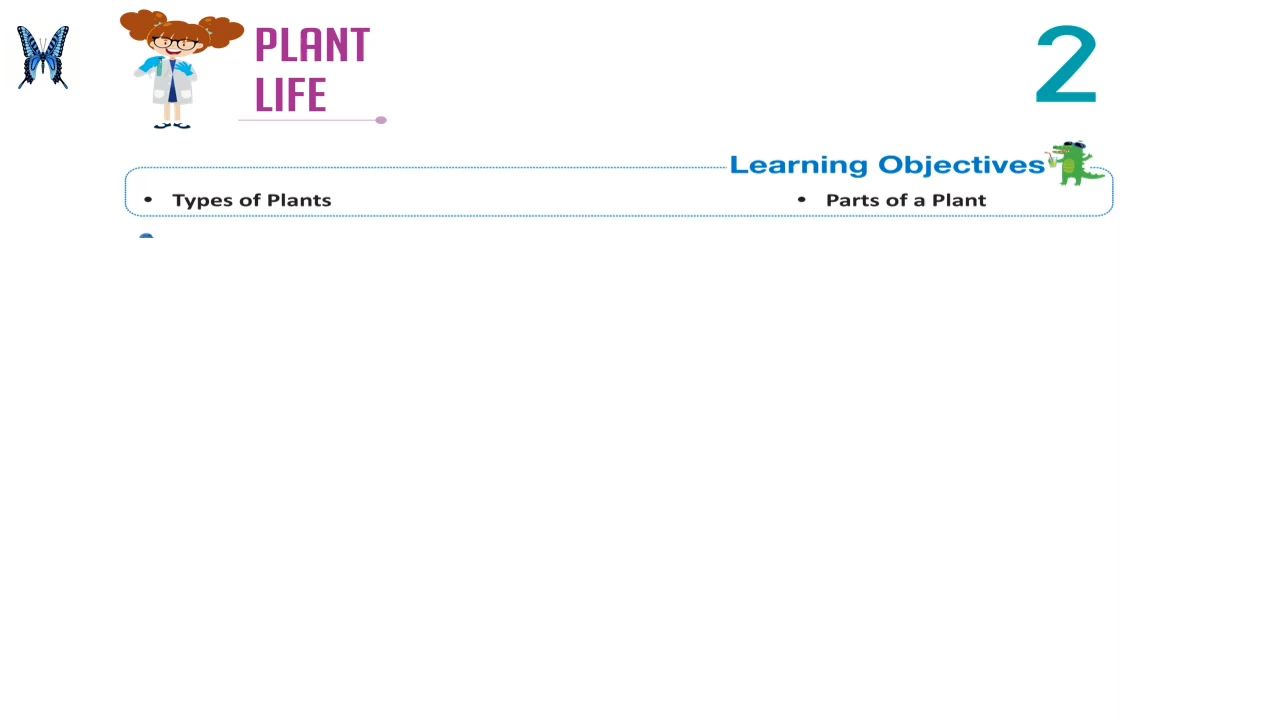 PLANT
LIFE
2
Learning Objectives
• Types of Plants
• Parts of a Plant